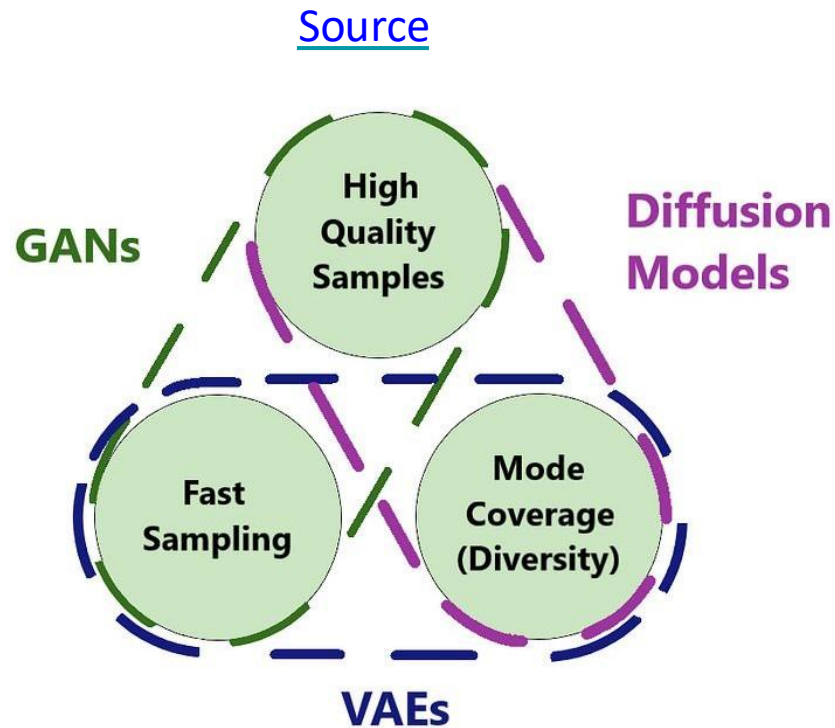 Source
High
Quality
Samples
GANs
Diffusion
Models
Fast
Sampling
Mode
Coverage
(Diversity)
VAEs